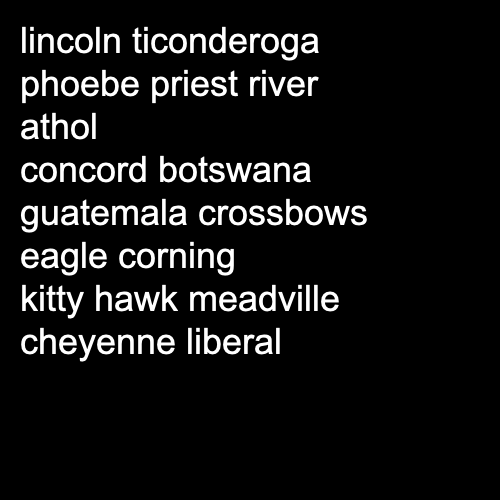 lincoln ticonderoga
phoebe priest river
athol
concord botswana
guatemala crossbows
eagle corning
kitty hawk meadville
cheyenne liberal